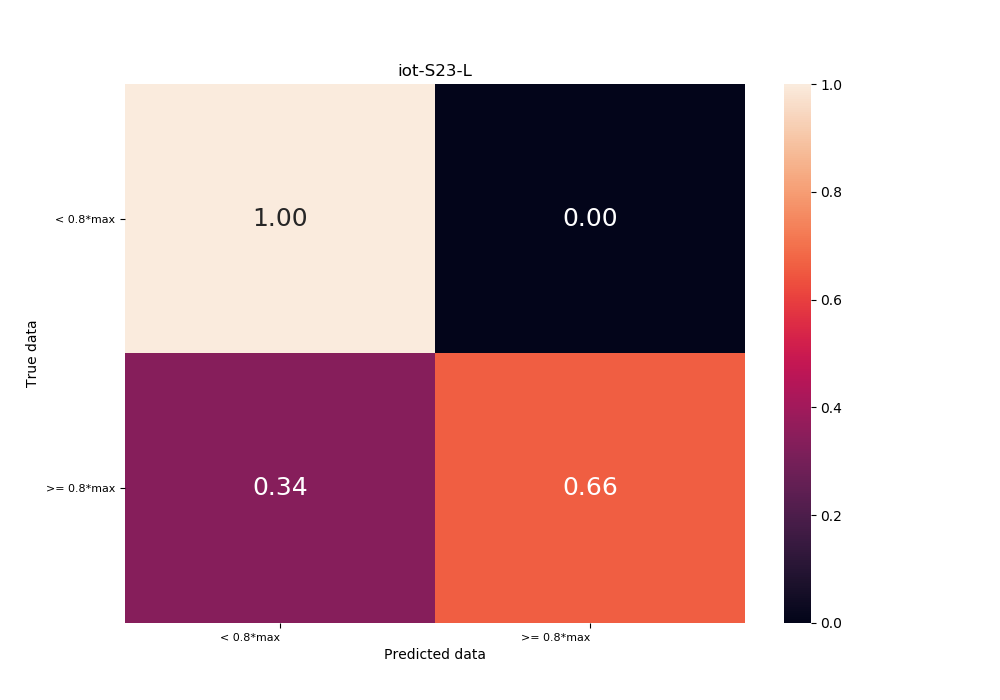 iot-S23-L
1.0
< 0.8*max
1.00
0.00
0.8
0.6
True data
0.4
>= 0.8*max
0.34
0.66
0.2
0.0
< 0.8*max
>= 0.8*max
Predicted data